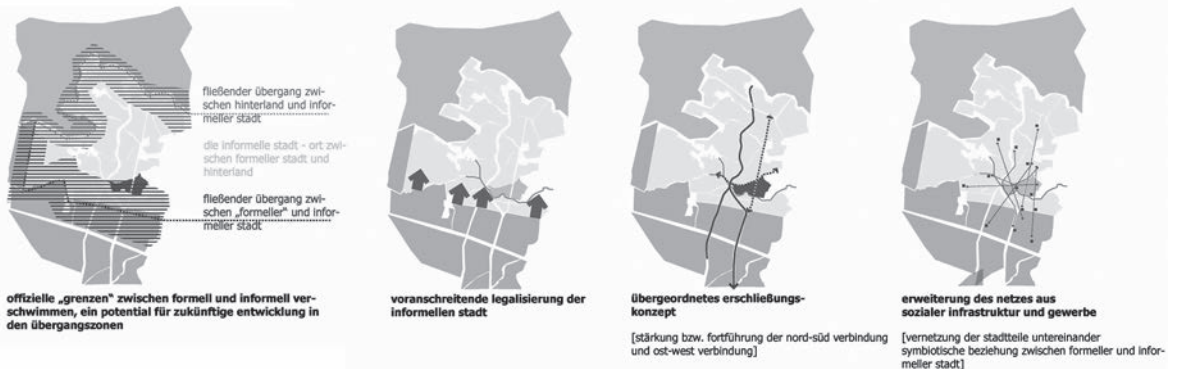 fließender übergang zwi-
schen hinterland und infor-
meller stadt
die informelle stadt - ort zwi-
schen formeller stadt und
hinterland
fließender übergang zwi-
schen „formeller“ und infor-
meller stadt
offizielle „grenzen“ zwischen formell und informell ver-
schwimmen, ein potential für zukünftige entwicklung in
den übergangszonen
voranschreitende legalisierung der
informellen stadt
übergeordnetes erschließungs-
konzept
[stärkung bzw. fortführung der nord-süd verbindung
und ost-west verbindung]
erweiterung des netzes aus
sozialer infrastruktur und gewerbe
[vernetzung der stadtteile untereinander
symbiotische beziehung zwischen formeller und infor-
meller stadt]